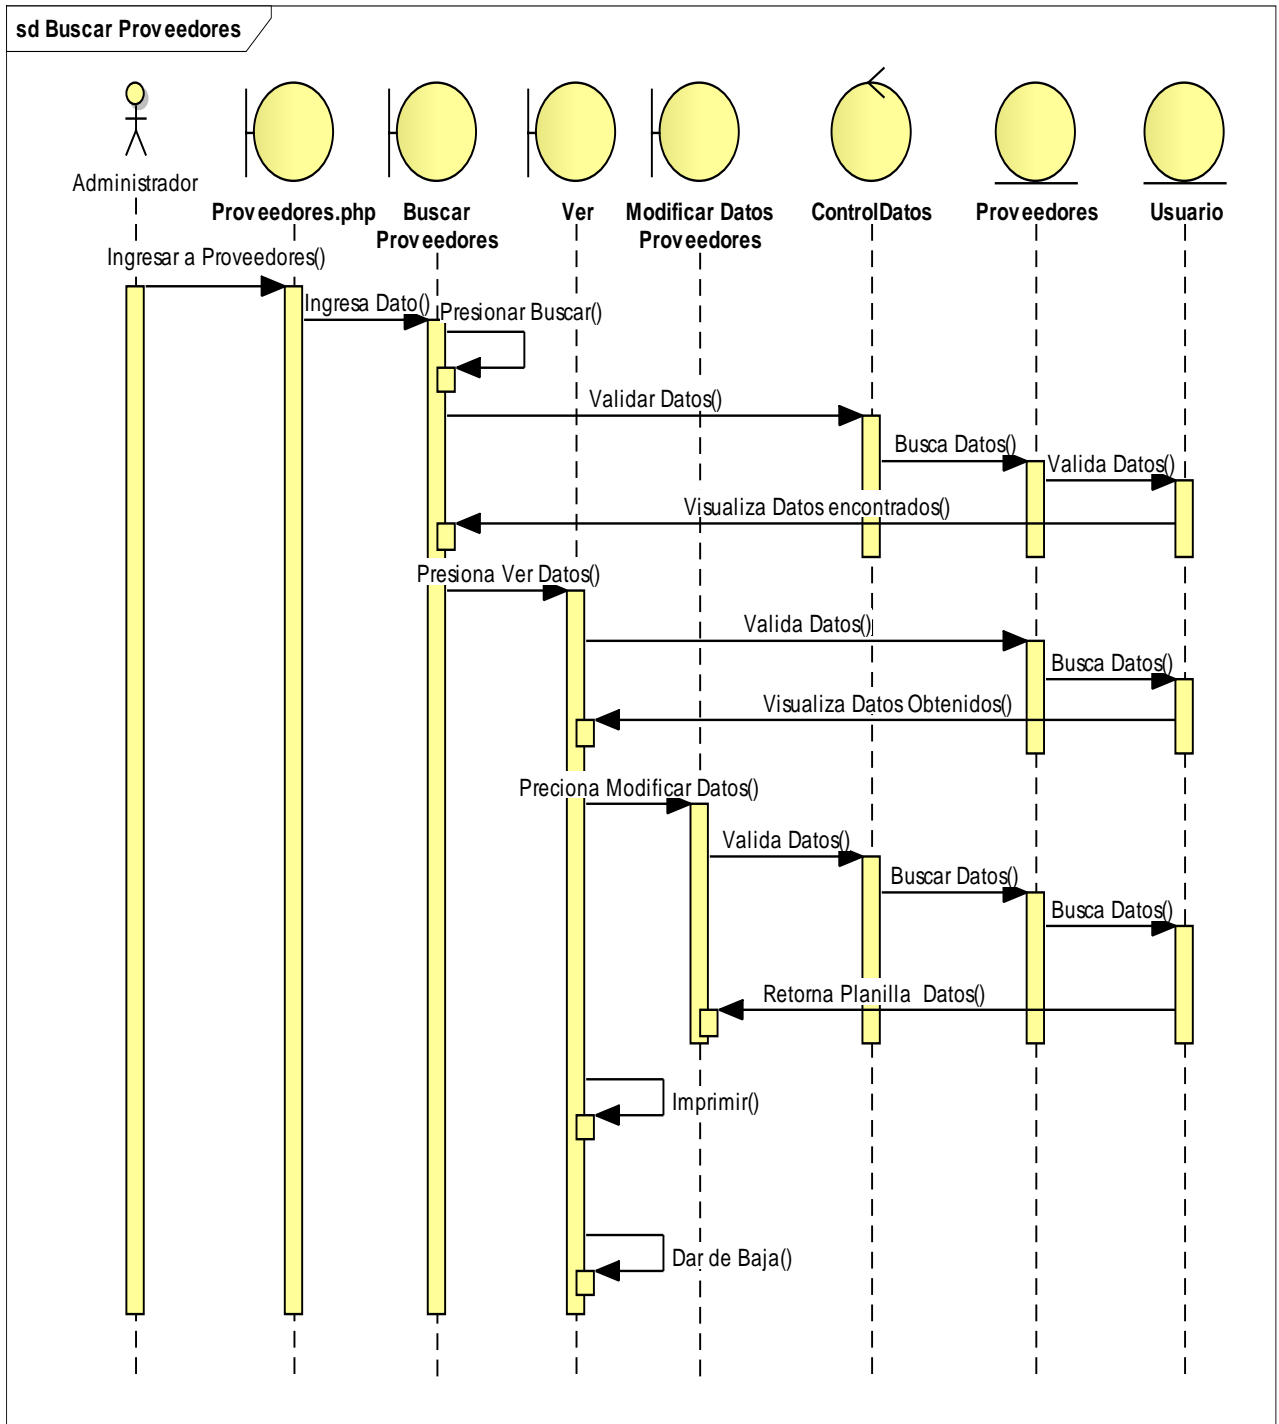 sd Buscar Proveedores
Administrador
Proveedores.php
Buscar
Proveedores
Ver
Modificar Datos
Proveedores
ControlDatos
Proveedores
Usuario
Ingresar a Proveedores()
Ingresa Dato()
Presionar Buscar()
Validar Datos()
Busca Datos()
Valida Datos()
Visualiza Datos encontrados()
Presiona Ver Datos()
Valida Datos()
Busca Datos()
Visualiza Datos Obtenidos()
Preciona Modificar Datos()
Valida Datos()
Buscar Datos()
Busca Datos()
Retorna Planilla Datos()
Imprimir()
Dar de Baja()